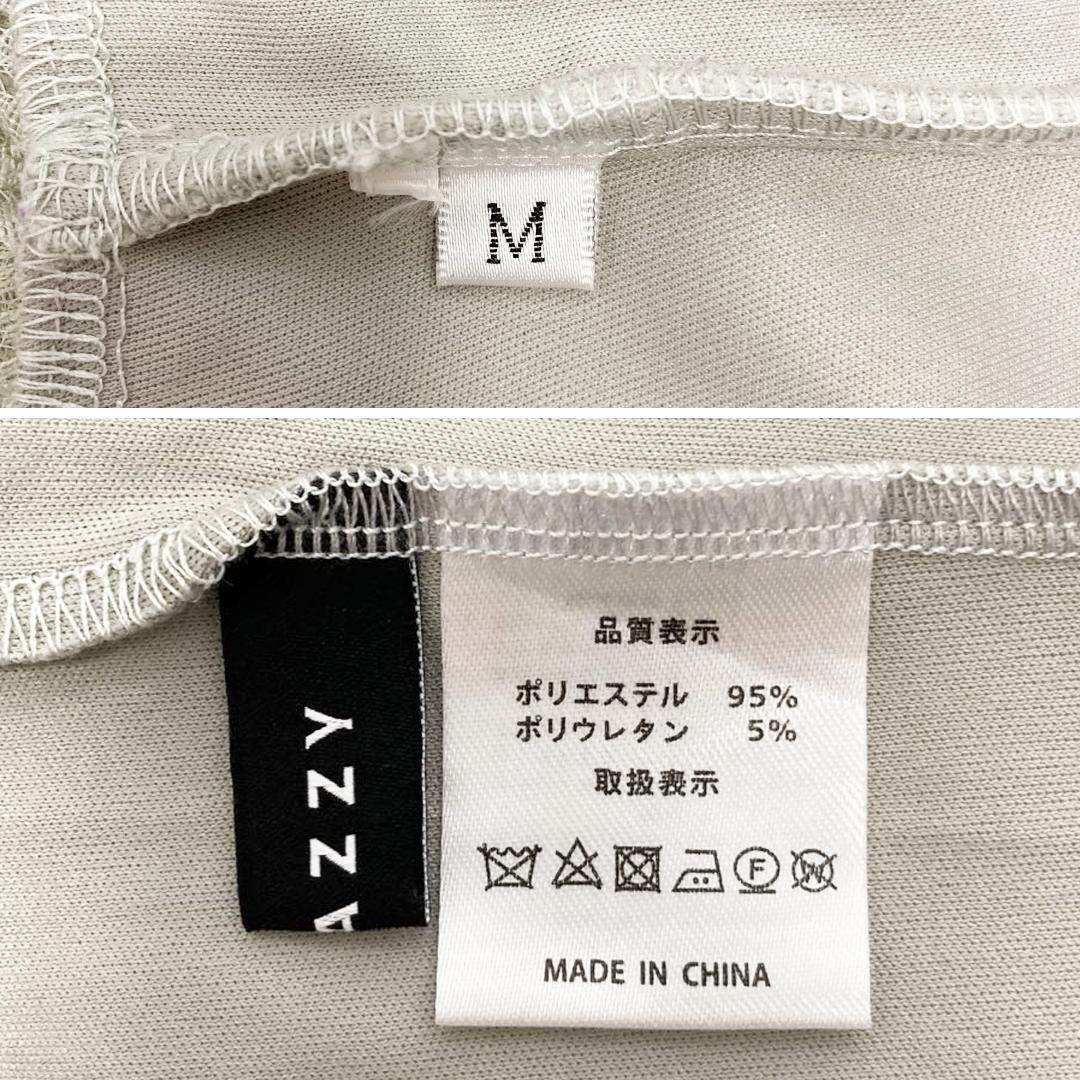 M
AZZY
品質表示
ポリエステル 95%
ポリウレタン 5%
取扱表示
F
W
MADE IN CHINA